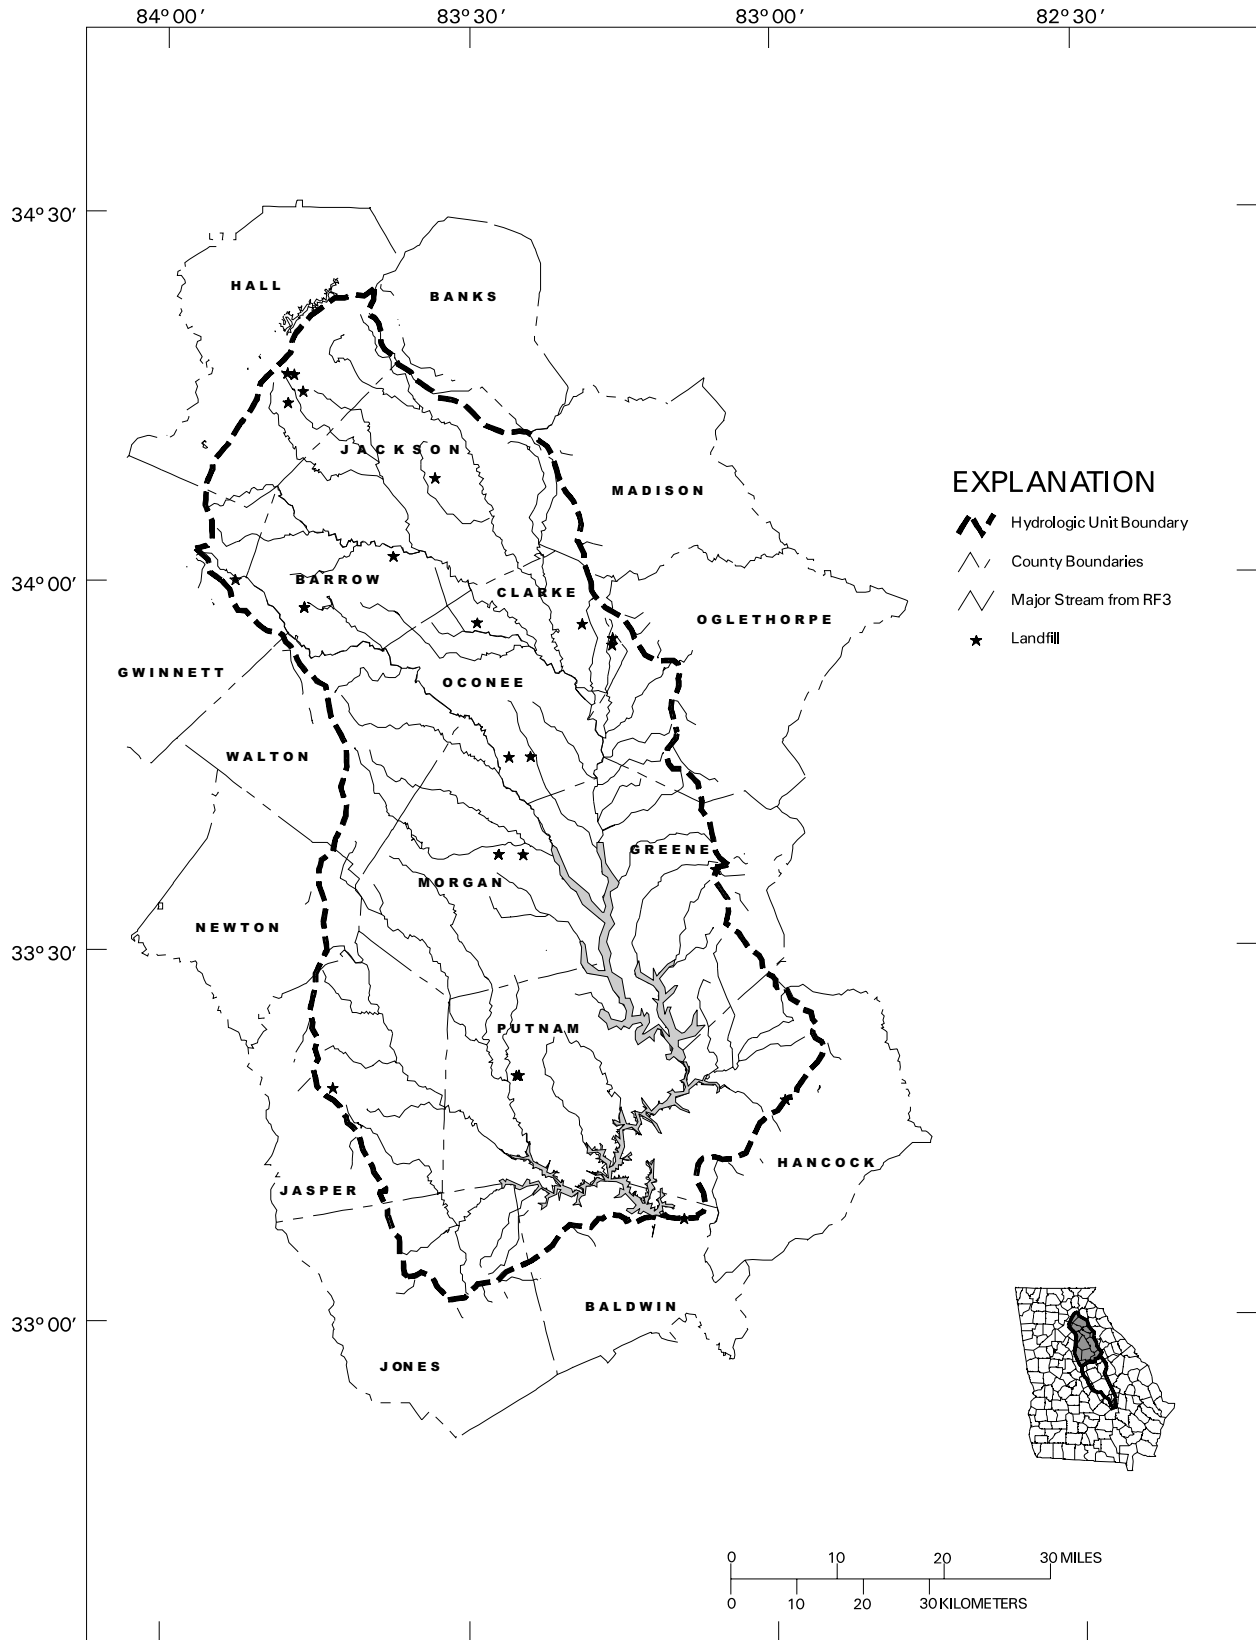 84° 00′ 83° 30′ 83° 00′ 82° 30′
34° 30′
HALL
BANKS
JACKSON
EXPLANATION
MADISON
Hydrologic Unit Boundary
County Boundaries
34° 00′
BARROW
CLARKE
Major Stream from RF3
OGLETHORPE
Landfill
GWINNETT
OCONEE
WALTON
GREENE
MORGAN
NEWTON
33° 30′
PUTNAM
HANCOCK
JASPER
BALDWIN
33° 00′
JONES
0 10 20 30 MILES
0 10 20 30 KILOMETERS